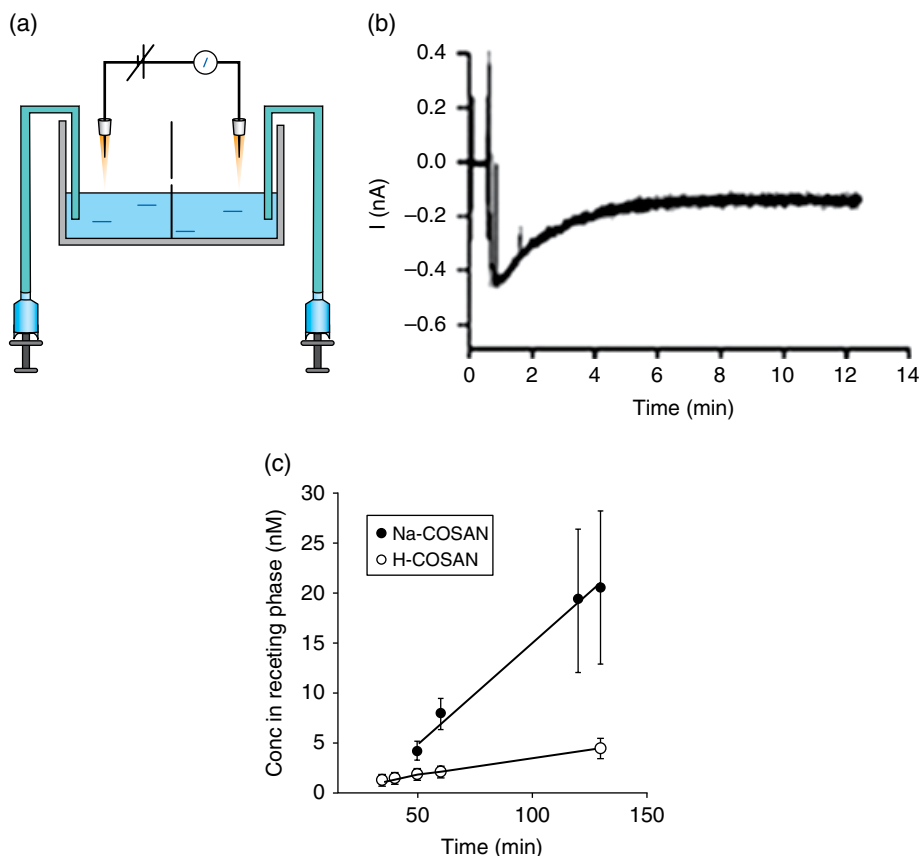 (a)
(b)
I
0.4
0.2
0.0
−0.2
−0.4
−0.6
I (nA)
0 2 4 6 8 10 12 14
Time (min)
(c)
30
25
20
15
10
5
0
Conc in receting phase (nM)
Na-COSAN
H-COSAN
50 100 150
Time (min)